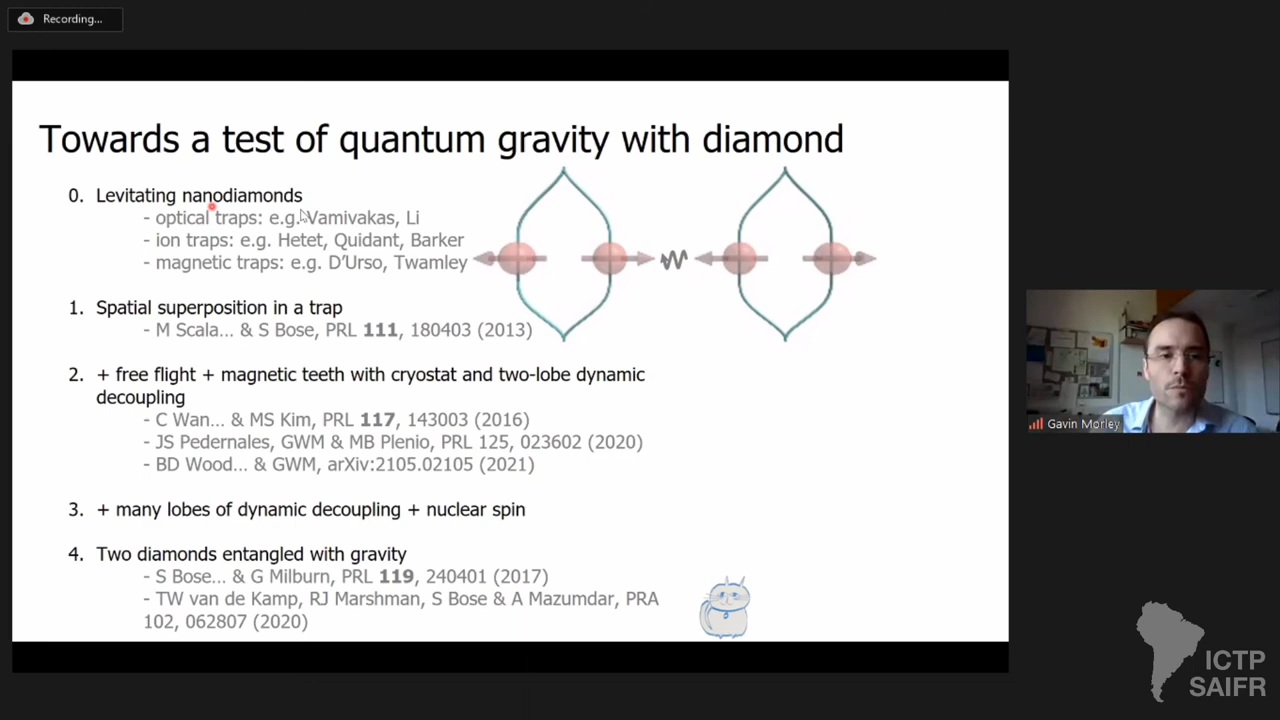 Recording...
Towards a test of quantum gravity with diamond
0. Levitating nanodiamonds
- optical traps: e.g. Vamivakas, Li
- ion traps: e.g. Hetet, Quidant, Barker
- magnetic traps: e.g. D'Urso, Twamley
1. Spatial superposition in a trap
- M Scala... & S Bose, PRL 111, 180403 (2013)
2. + free flight + magnetic teeth with cryostat and two-lobe dynamic
decoupling
- C Wan... & MS Kim, PRL 117, 143003 (2016)
- JS Pedernales, GWM & MB Plenio, PRL 125, 023602 (2020)
- BD Wood... & GWM, arXiv:2105.02105 (2021)
3. + many lobes of dynamic decoupling + nuclear spin
4. Two diamonds entangled with gravity
- S Bose... & G Milburn, PRL 119, 240401 (2017)
- TW van de Kamp, RJ Marshman, S Bose & A Mazumdar, PRA
102, 062807 (2020)
Gavin Morley
ICTP
SAIFR